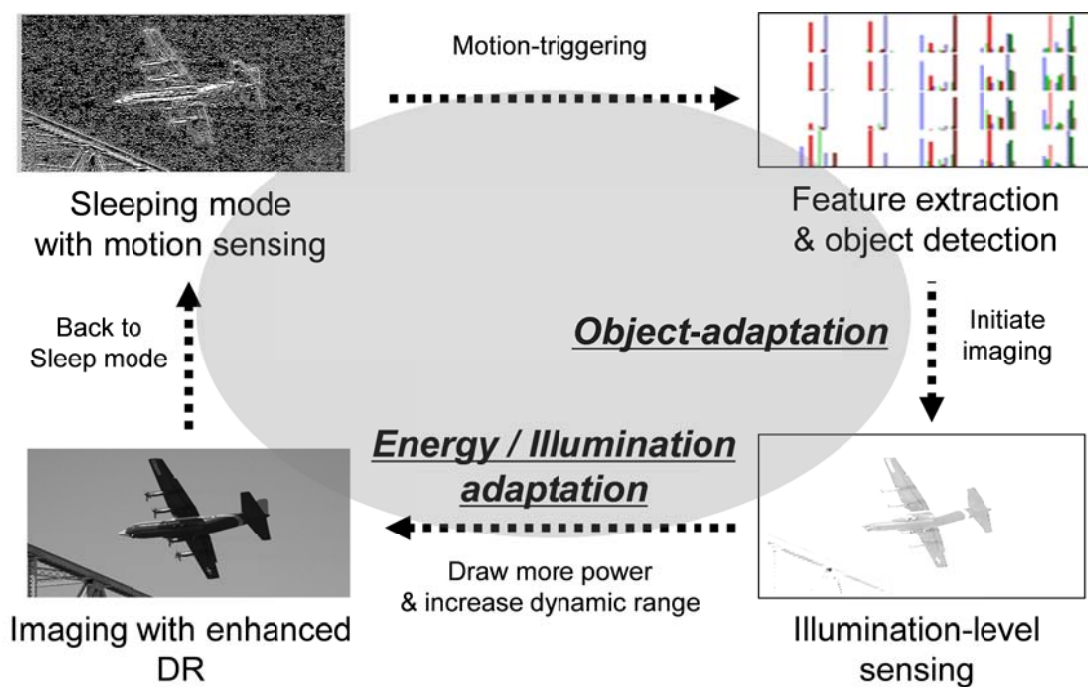 Motion-triggering
Sleeping mode
with motion sensing
Feature extraction
& object detection
Back to
Sleep mode
Object-adaptation
Initiate
imaging
Energy / Illumination
adaptation
Draw more power
& increase dynamic range
Imaging with enhanced
DR
Illumination-level
sensing